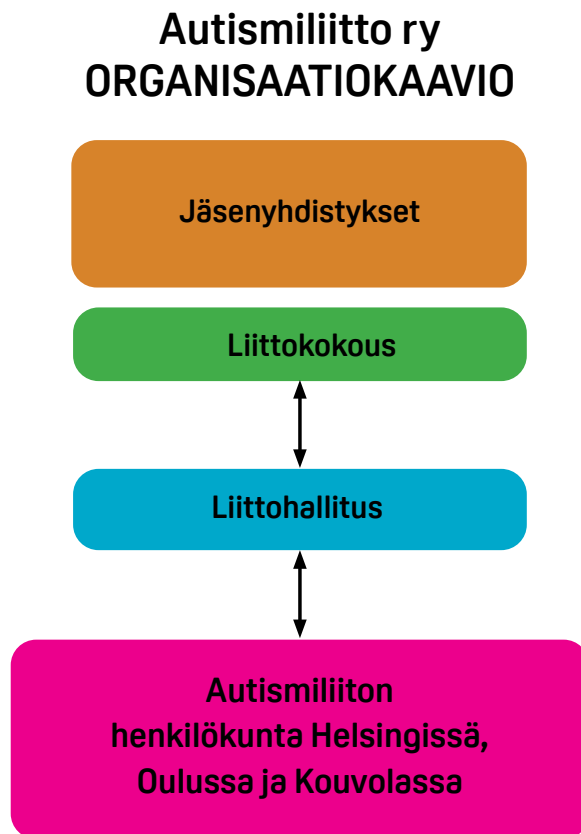 Autismiliitto ry
ORGANISAATIOKAAVIO
Jäsenyhdistykset
Liittokokous
Liittohallitus
Autismiliiton
henkilökunta Helsingissä,
Oulussa ja Kouvolassa